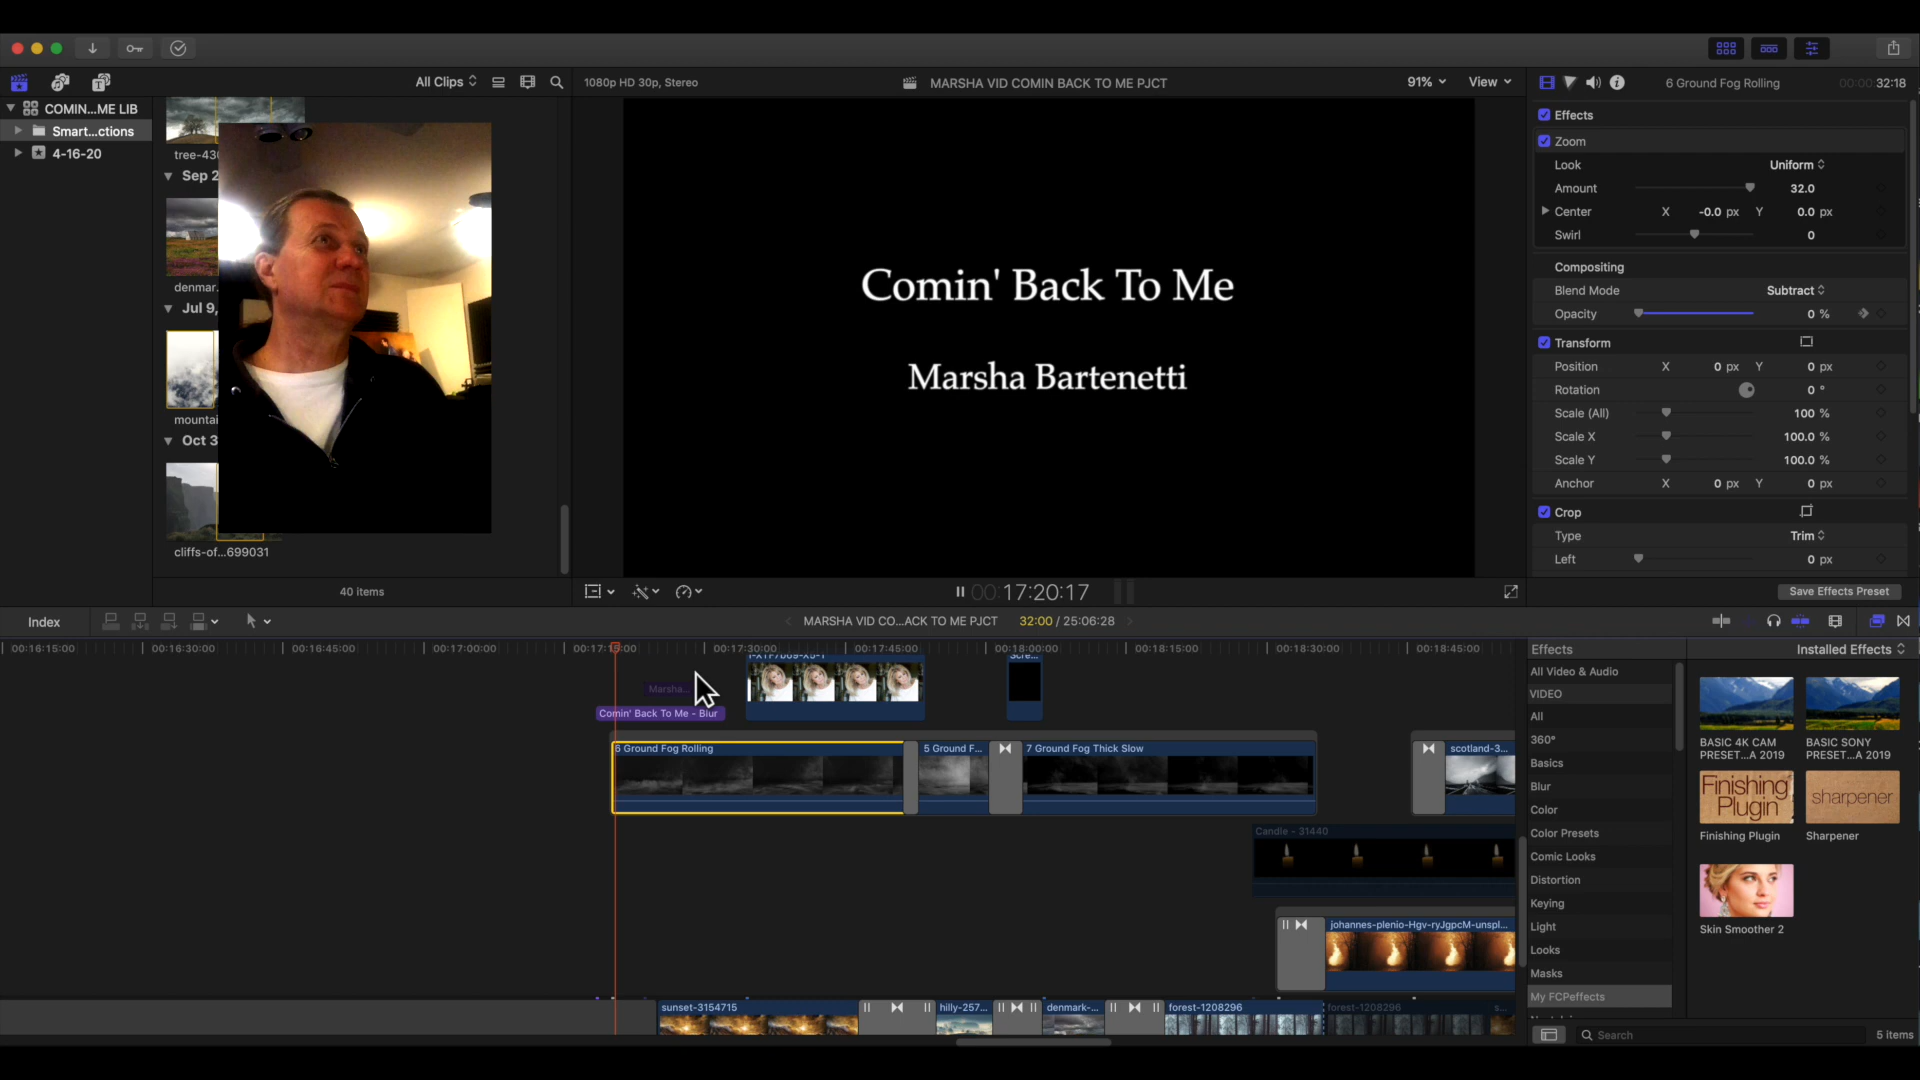 All Clips
1080p HD 30p, Stereo
MARSHA VID COMIN BACK TO ME PJCT
91%
View
6 Ground Fog Rolling
00:00:32:18
COMIN...ME LIB
Smart...ctions
4-16-20
tree-43
Sep 2
denmar.
Jul 9,
mountai
Oct 3
cliffs-of...699031
40 items
Comin' Back To Me
Marsha Bartenetti
Effects
Zoom
Look Uniform
Amount 32.0
Center X -0.0 px Y 0.0 px
Swirl 0
Compositing
Blend Mode Subtract
Opacity 0 %
Transform
Position X 0 px Y 0 px
Rotation 0 °
Scale (All) 100 %
Scale X 100.0 %
Scale Y 100.0 %
Anchor X 0 px Y 0 px
Crop
Type Trim
Left 0 px
Save Effects Preset
00:17:20:17
Index
MARSHA VID CO...ACK TO ME PJCT
32:00 / 25:06:28
00:16:15:00
00:16:30:00
00:16:45:00
00:17:00:00
00:17:15:00
00:17:30:00
00:17:45:00
00:18:00:00
00:18:15:00
00:18:30:00
00:18:45:00
Scre...
Marsha...
Comin' Back To Me - Blur
6 Ground Fog Rolling
5 Ground F...
7 Ground Fog Thick Slow
scotland-3...
Candle - 31440
johannes-plenio-Hgv-ryJgpcM-unspl...
sunset-3154715
hilly-257...
denmark-...
forest-1208296
forest-1208296
s...
Effects
Installed Effects
All Video & Audio
VIDEO
All
360°
Basics
Blur
Color
Color Presets
Comic Looks
Distortion
Keying
Light
Looks
Masks
My FCPeffects
BASIC 4K CAM
PRESET...A 2019
BASIC SONY
PRESET...A 2019
Finishing
Plugin
sharpener
Finishing Plugin
Sharpener
Skin Smoother 2
Search
5 items